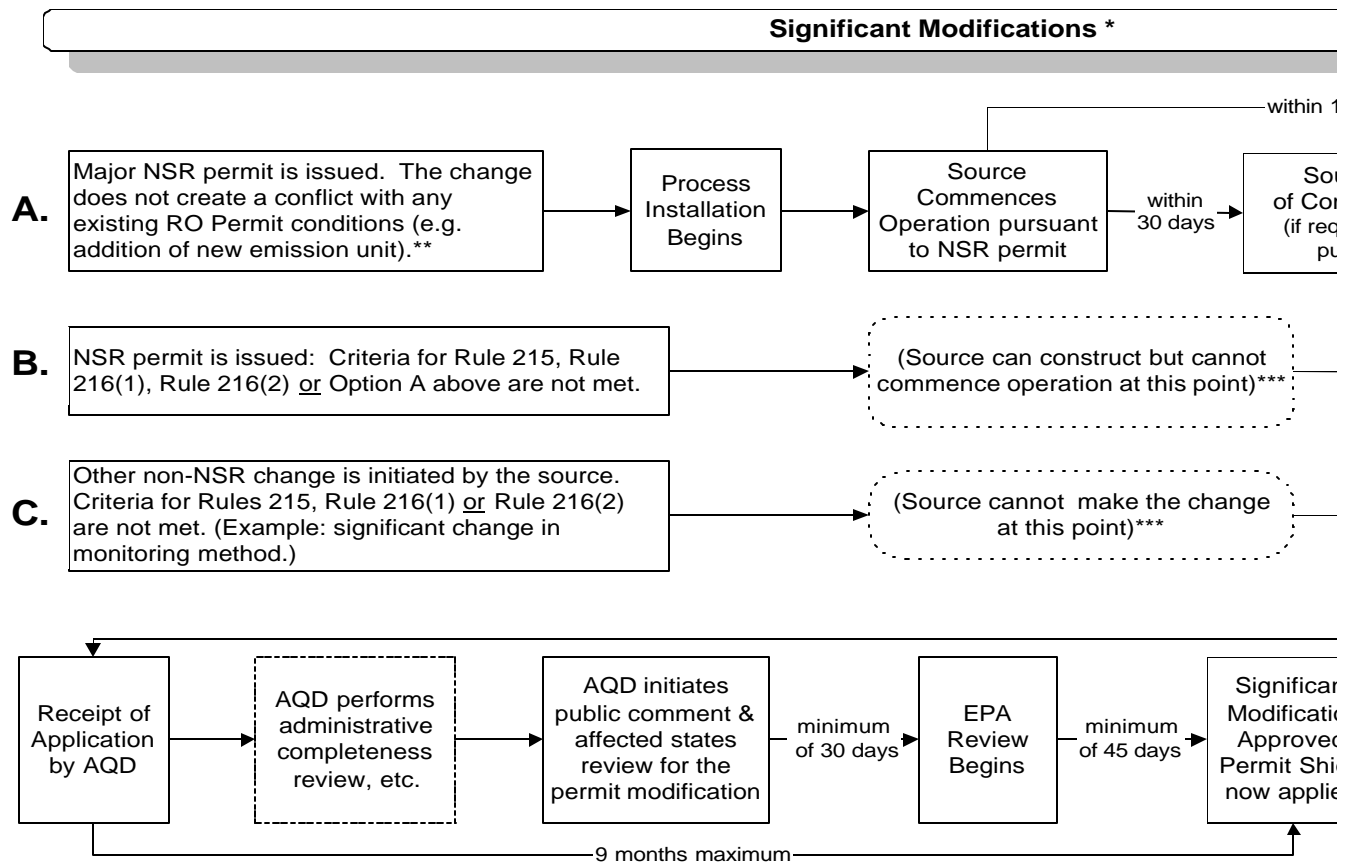 Significant Modifications *
within
A.
Major NSR permit is issued. The change
does not create a conflict with any
existing RO Permit conditions (e.g.
addition of new emission unit).**
Process
Installation
Begins
Source
Commences
Operation pursuant
to NSR permit
within
30 days
of
(if
B.
NSR permit is issued: Criteria for Rule 215, Rule
216(1), Rule 216(2) or Option A above are not met.
(Source can construct but cannot
commence operation at this point)***
C.
Other non-NSR change is initiated by the source.
Criteria for Rules 215, Rule 216(1) or Rule 216(2)
are not met. (Example: significant change in
monitoring method.)
(Source cannot make the change
at this point)***
Receipt of
Application
by AQD
AQD performs
administrative
completeness
review, etc.
AQD initiates
public comment &
affected states
review for the
permit modification
minimum
of 30 days
EPA
Review
Begins
minimum
of 45 days
Permit
now
9 months maximum